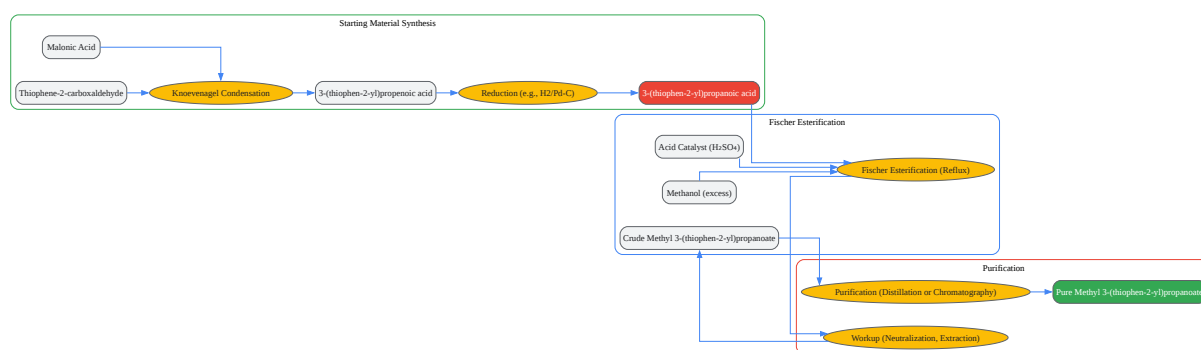 Starting Material Synthesis
Malonic Acid
Thiophene-2-carboxaldehyde
Knoevenagel Condensation
3-(thiophen-2-yl)propenoic acid
Reduction (e.g., H2/Pd-C)
3-(thiophen-2-yl)propanoic acid
Fischer Esterification
Acid Catalyst (H₂SO₄)
Fischer Esterification (Reflux)
Methanol (excess)
Crude Methyl 3-(thiophen-2-yl)propanoate
Purification
Purification (Distillation or Chromatography)
Pure Methyl 3-(thiophen-2-yl)propanoate
Workup (Neutralization, Extraction)